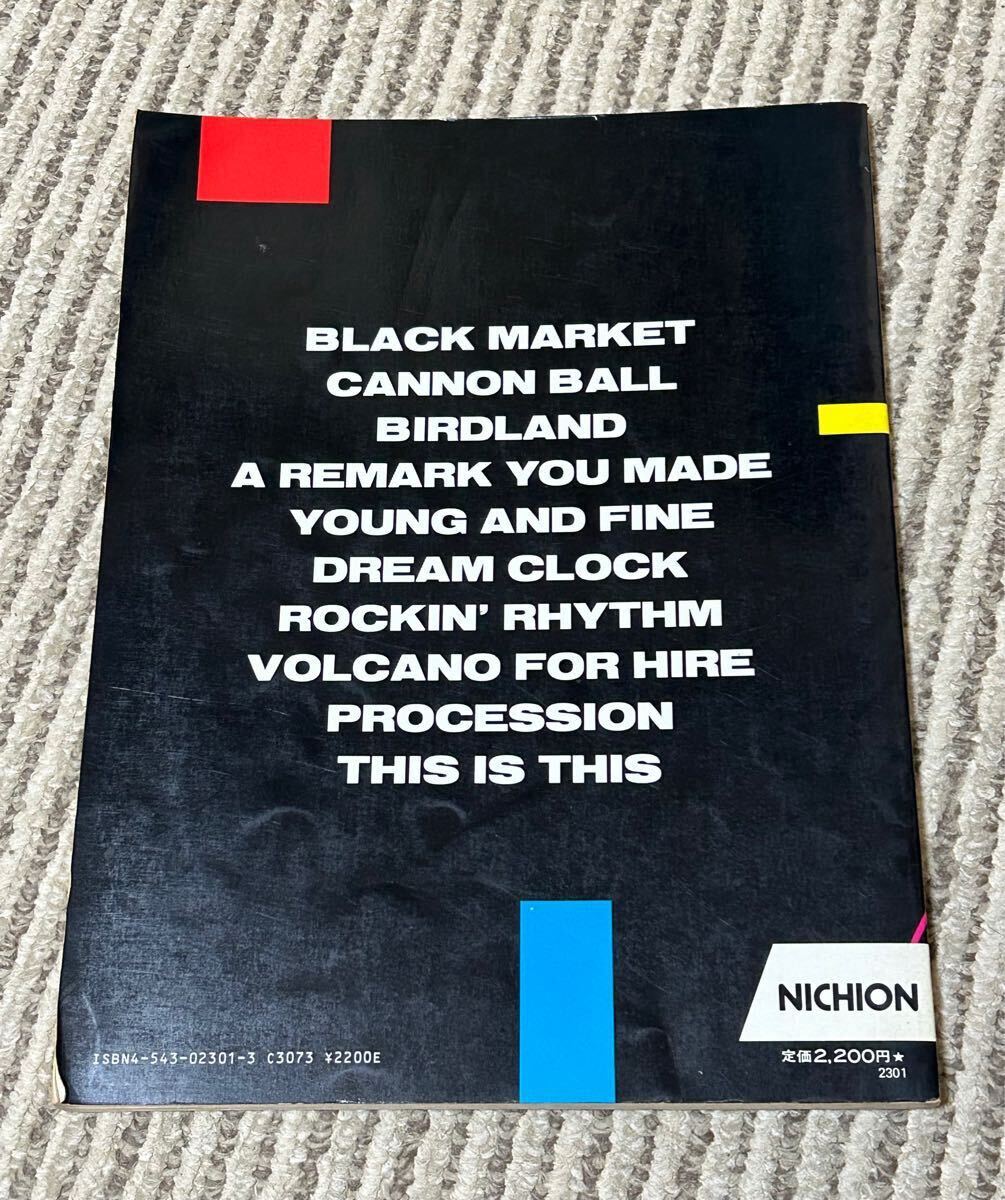 BLACK MARKET
CANNON BALL
BIRDLAND
A REMARK YOU MADE
YOUNG AND FINE
DREAM CLOCK
ROCKIN' RHYTHM
VOLCANO FOR HIRE
PROCESSION
THIS IS THIS
NICHION
ISBN4-543-02301-3 C3073 ¥2200E
定価2,200円★
2301